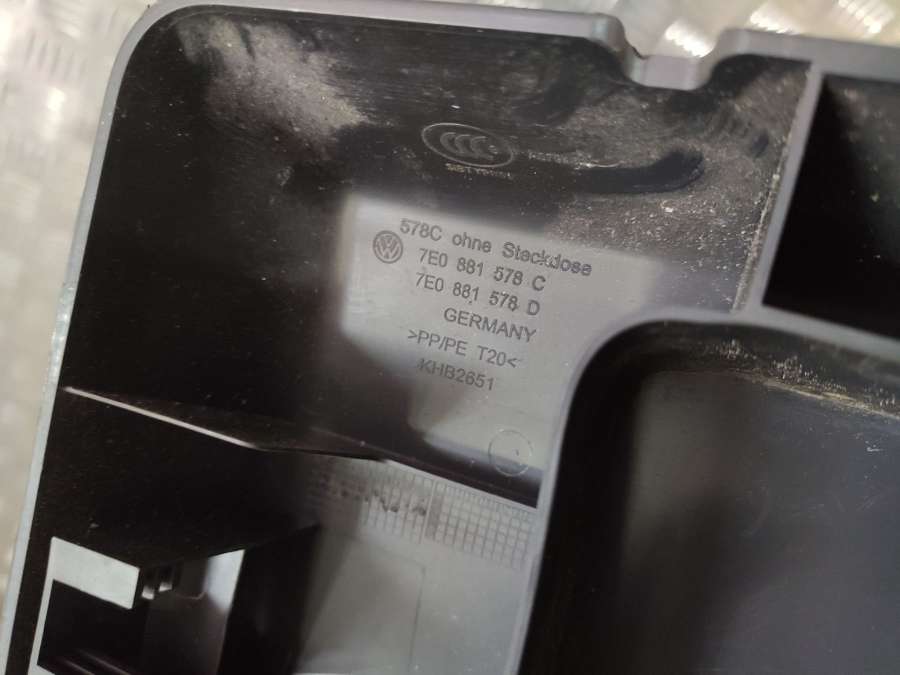 578C ohne Steckdose
7E0 881 578 C
7E0 881 578 D
GERMANY
>PP/PE T20<
KHB2651